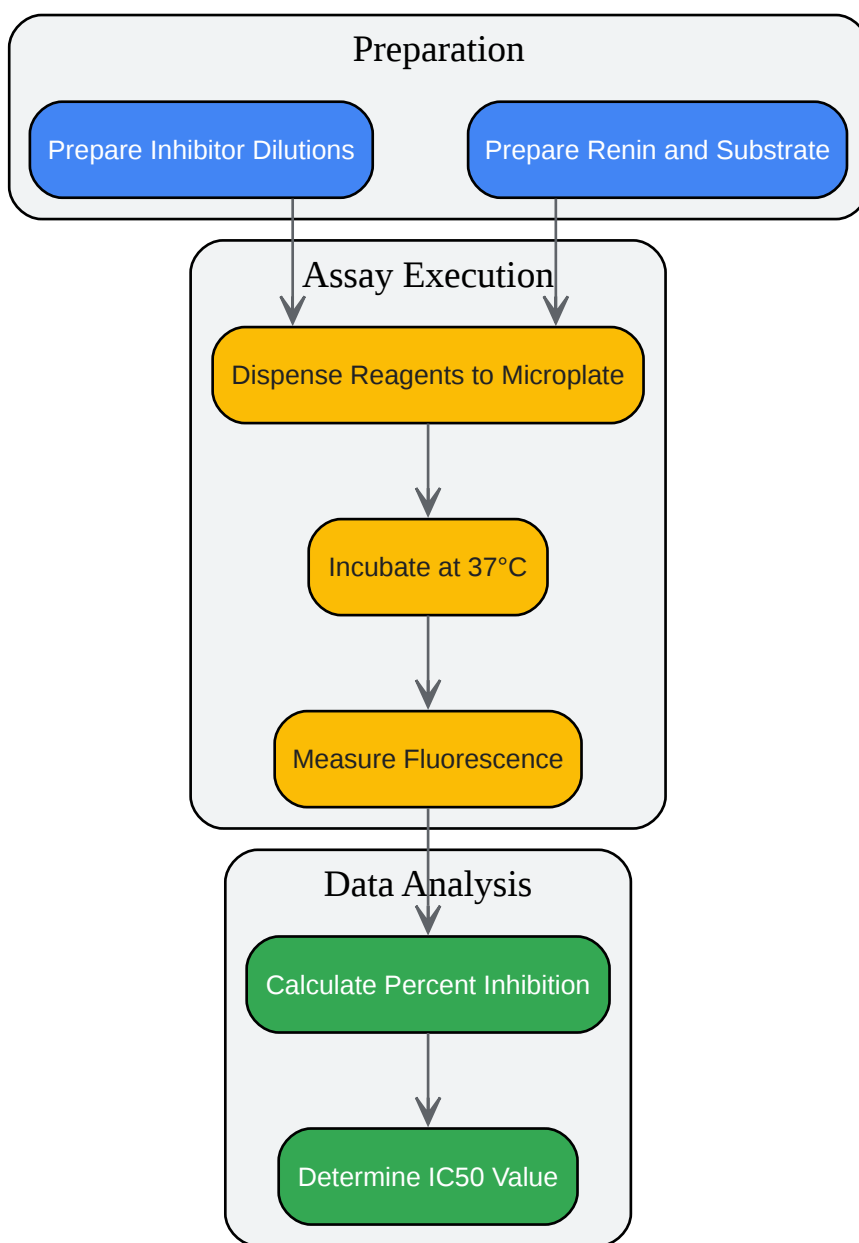 Preparation
Prepare Inhibitor Dilutions
Prepare Renin and Substrate
Assay Execution
Dispense Reagents to Microplate
Incubate at 37°C
Measure Fluorescence
Data Analysis
Calculate Percent Inhibition
Determine IC50 Value